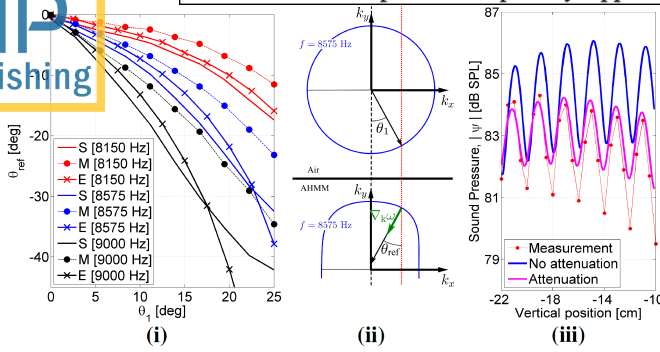 IP
shing
0
-10
-20
-30
-40
θref [deg]
S [8150 Hz]
M [8150 Hz]
E [8150 Hz]
S [8575 Hz]
M [8575 Hz]
E [8575 Hz]
S [9000 Hz]
M [9000 Hz]
E [9000 Hz]
0 5 10 15 20 25
θ1 [deg]
(i)
ky
f = 8575 Hz
kx
θ1
Air
AHMM
ky
f = 8575 Hz
∇kω
θref
kx
(ii)
87
85
83
81
79
Sound Pressure, |ψ| [dB SPL]
Measurement
No attenuation
Attenuation
-22 -18 -14 -10
Vertical position [cm]
(iii)